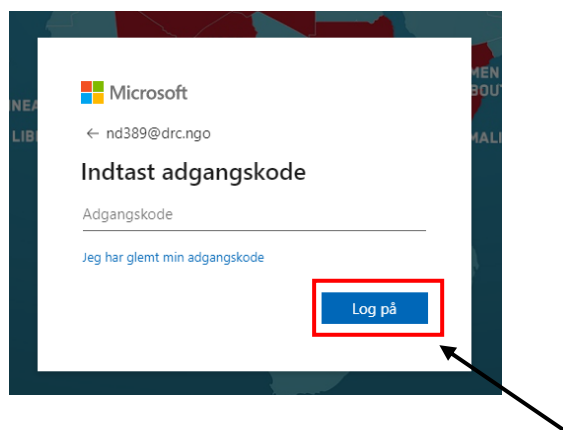 Microsoft
← nd389@drc.ngo
Indtast adgangskode
Adgangskode
Jeg har glemt min adgangskode
Log på